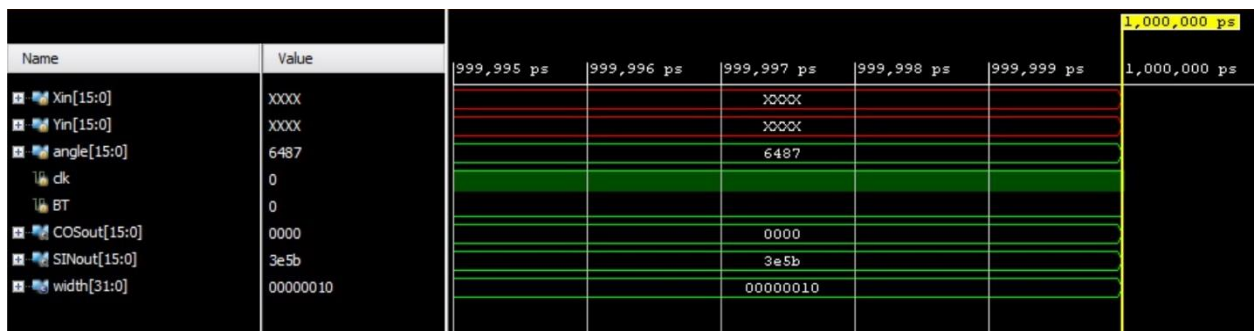 1,000,000 ps
Name Value 999,995 ps 999,996 ps 999,997 ps 999,998 ps 999,999 ps 1,000,000 ps
Xin[15:0] XXXX XXXX
Yin[15:0] XXXX XXXX
angle[15:0] 6487 6487
clk 0
BT 0
COSout[15:0] 0000 0000
SINout[15:0] 3e5b 3e5b
width[31:0] 00000010 00000010